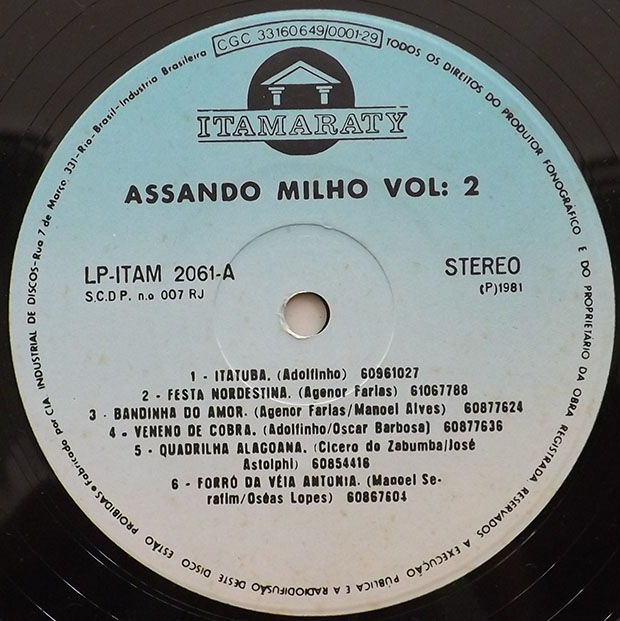 CGC 33160649/0001-29
TODOS OS DIREITOS DO PRODUTOR FONOGRÁFICO E DO PROPRIETÁRIO DA OBRA REGISTRADA, RESERVADOS A EXECUÇÃO PÚBLICA E A RADIODIFUSÃO DESTE DISCO ESTÃO PROIBIDAS • Fabricado por CIA. INDUSTRIAL DE DISCOS-Rua 7 de Março 331-Rio-Brasil-Industria Brasileira
ITAMARATY
ASSANDO MILHO VOL: 2
LP-ITAM 2061-A
S.C.D P. n.o 007 RJ
STEREO
(P)1981
1 - ITATUBA. (Adolfinho) 60961027
2 - FESTA NORDESTINA. (Agenor Farias) 61067788
3 - BANDINHA DO AMOR. (Agenor Farias/Manoel Alves) 60877624
4 - VENENO DE COBRA. (Adolfinho/Oscar Barbosa) 60877636
5 - QUADRILHA ALAGOANA. (Cicero do Zabumba/José
Astolphi) 60854416
6 - FORRÓ DA VÉIA ANTONIA. (Manoel Se-
rafim/Oséas Lopes) 60867604